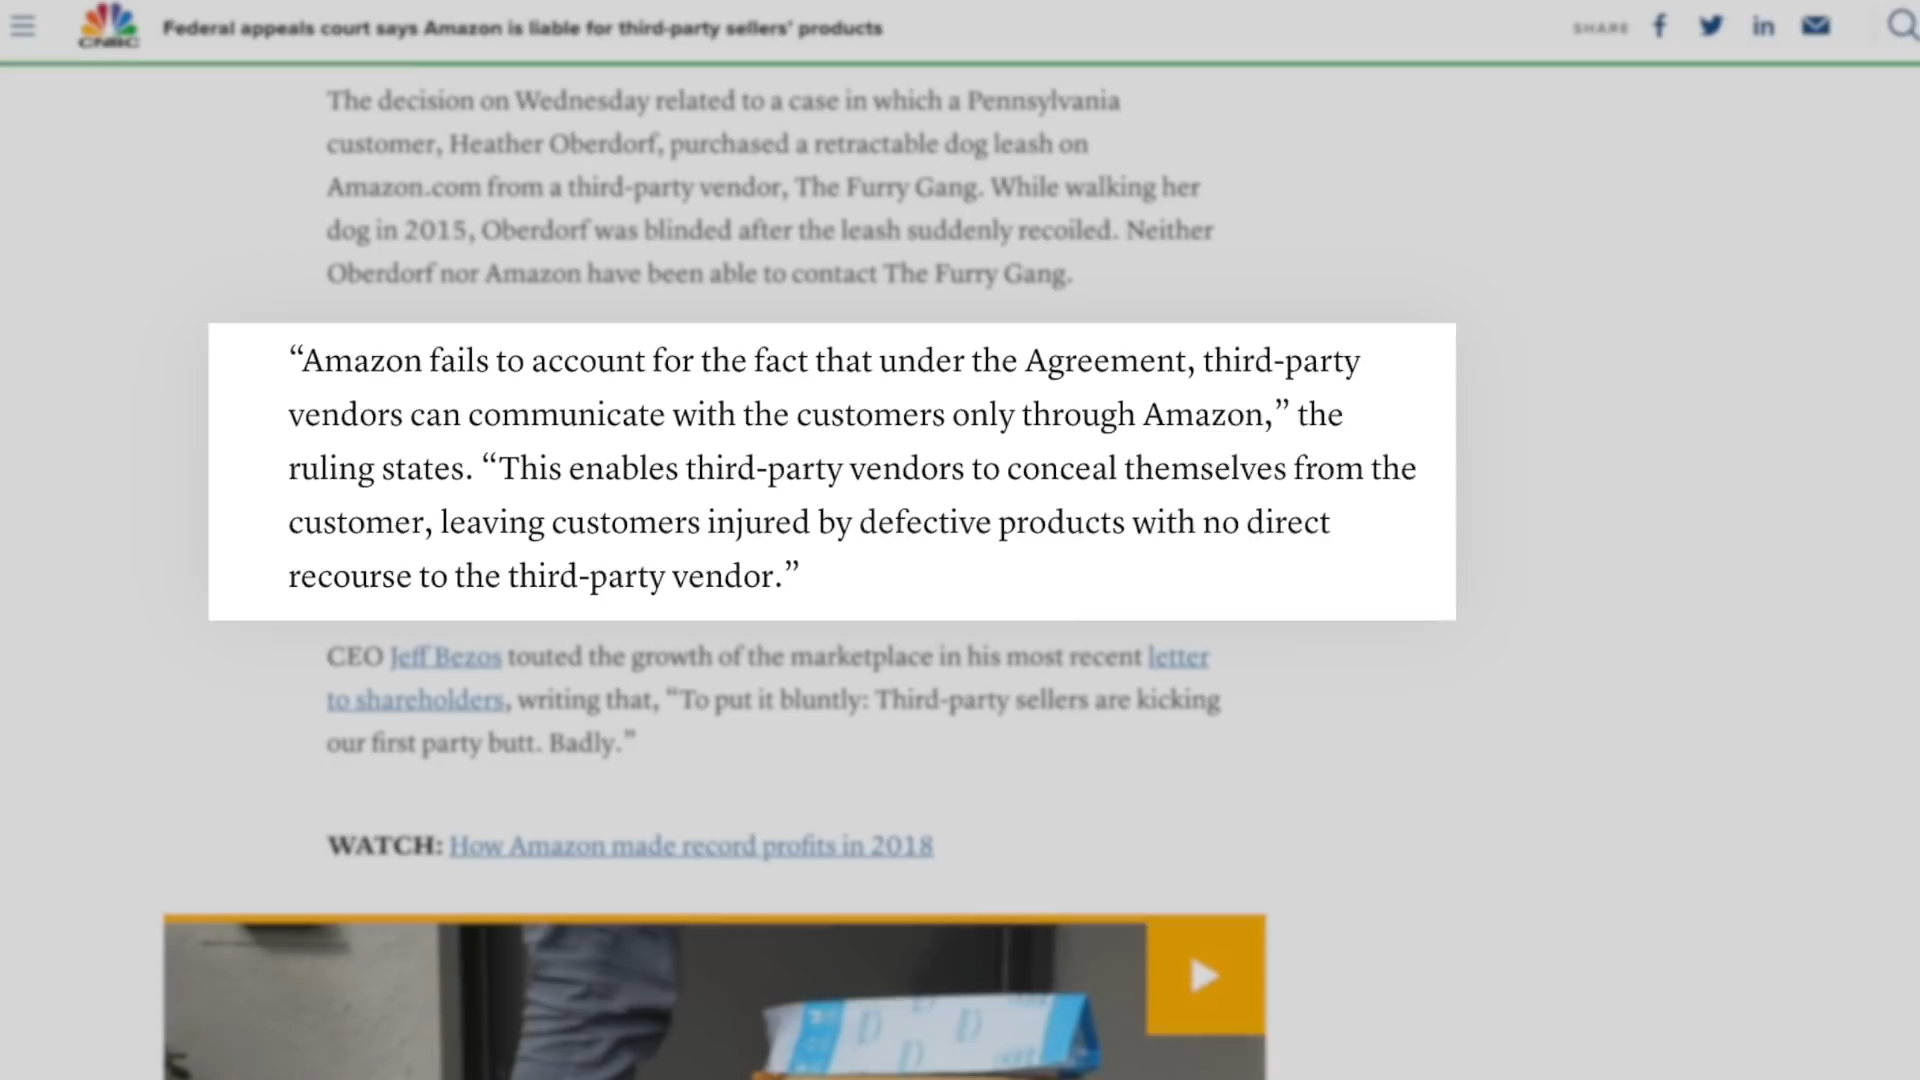 CNBC
Federal appeals court says Amazon is liable for third-party sellers' products
SHARE
The decision on Wednesday related to a case in which a Pennsylvania
customer, Heather Oberdorf, purchased a retractable dog leash on
Amazon.com from a third-party vendor, The Furry Gang. While walking her
dog in 2015, Oberdorf was blinded after the leash suddenly recoiled. Neither
Oberdorf nor Amazon have been able to contact The Furry Gang.
“Amazon fails to account for the fact that under the Agreement, third-party
vendors can communicate with the customers only through Amazon,” the
ruling states. “This enables third-party vendors to conceal themselves from the
customer, leaving customers injured by defective products with no direct
recourse to the third-party vendor.”
CEO Jeff Bezos touted the growth of the marketplace in his most recent letter
to shareholders, writing that, “To put it bluntly: Third-party sellers are kicking
our first party butt. Badly.”
WATCH: How Amazon made record profits in 2018